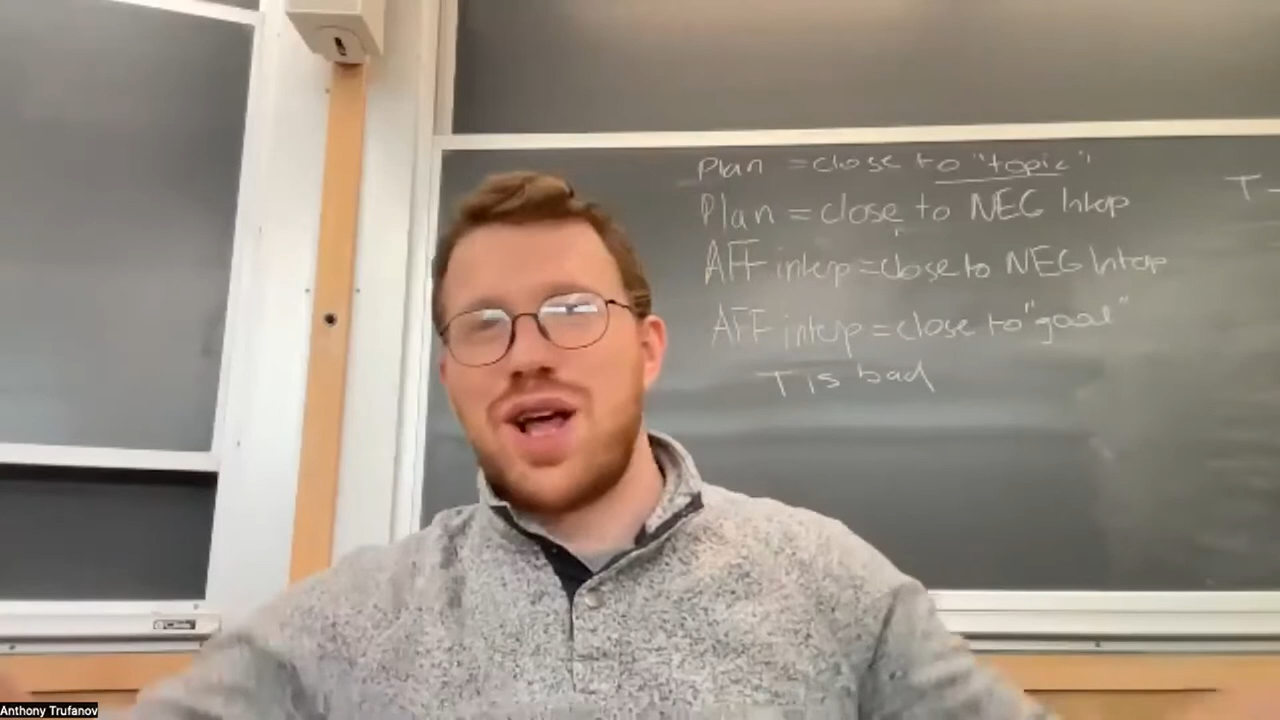 Plan = close to "topic"
Plan = close to NEG Interp
AFF interp = close to NEG Interp
AFF interp = close to "goal"
T is bad
T-
Anthony Trufanov